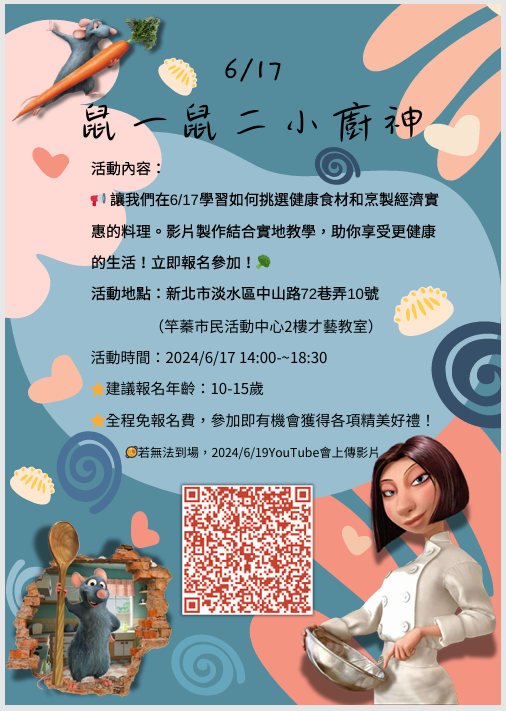 6/17
鼠一鼠二小廚神
活動內容：
📢 讓我們在6/17學習如何挑選健康食材和烹製經濟實
惠的料理。影片製作結合實地教學，助你享受更健康
的生活！立即報名參加！🥦
活動地點：新北市淡水區中山路72巷弄10號
（竿蓁市民活動中心2樓才藝教室）
活動時間：2024/6/17 14:00-~18:30
⭐建議報名年齡：10-15歲
⭐全程免報名費，參加即有機會獲得各項精美好禮！
🥘若無法到場，2024/6/19YouTube會上傳影片